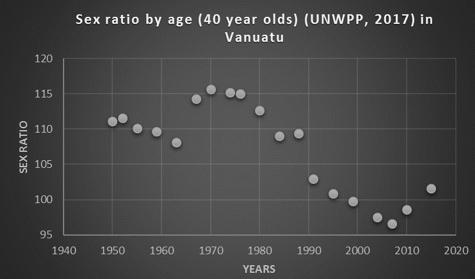 Sex ratio by age (40 year olds) (UNWPP, 2017) in
Vanuatu
120
115
110
105
100
95
SEX RATIO
1940 1950 1960 1970 1980 1990 2000 2010 2020
YEARS